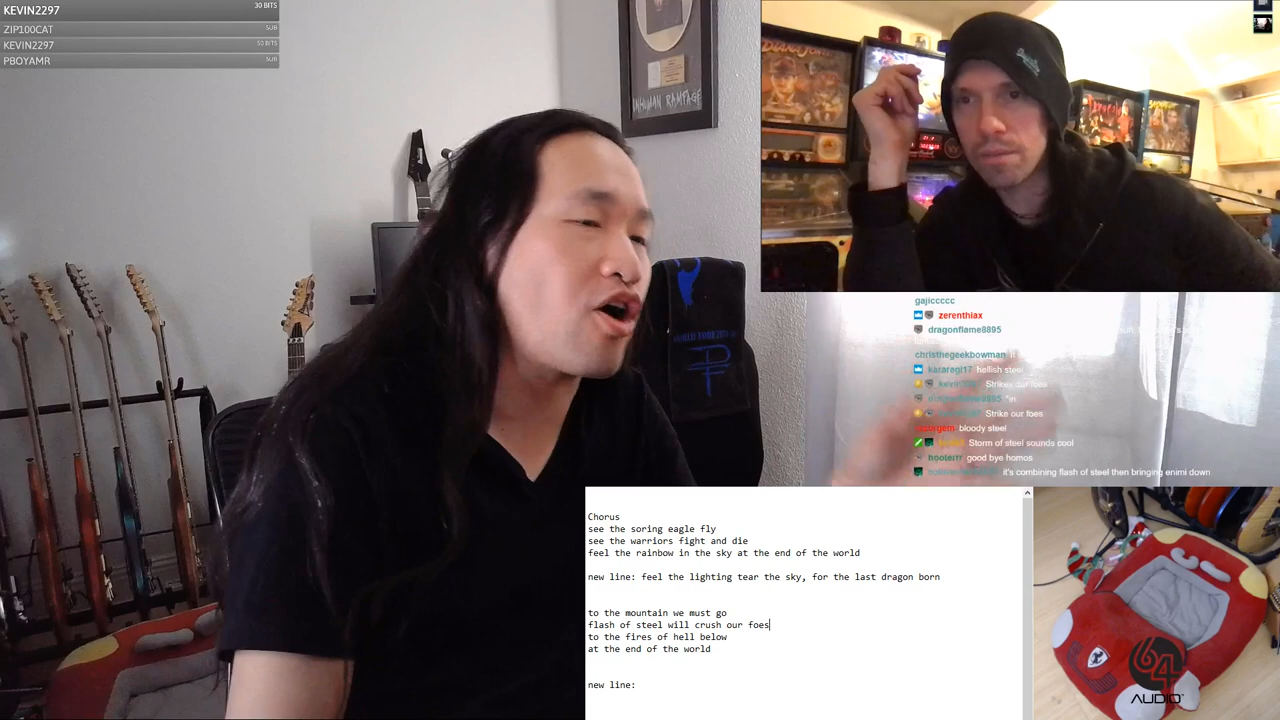 KEVIN2297 30 BITS
ZIP100CAT SUB
KEVIN2297 50 BITS
PBOYAMR SUB
INHUMAN RAMPAGE
gajiccccc
zerenthiax
dragonflame8895
christhegeekbowman
kararagi17 hellish steel
Strike our foes
"in
Strike our foes
bloody steel
Storm of steel sounds cool
hooterrr good bye homos
it's combining flash of steel then bringing enimi down
Chorus
see the soring eagle fly
see the warriors fight and die
feel the rainbow in the sky at the end of the world
new line: feel the lighting tear the sky, for the last dragon born
to the mountain we must go
flash of steel will crush our foes
to the fires of hell below
at the end of the world
new line:
64
AUDIO